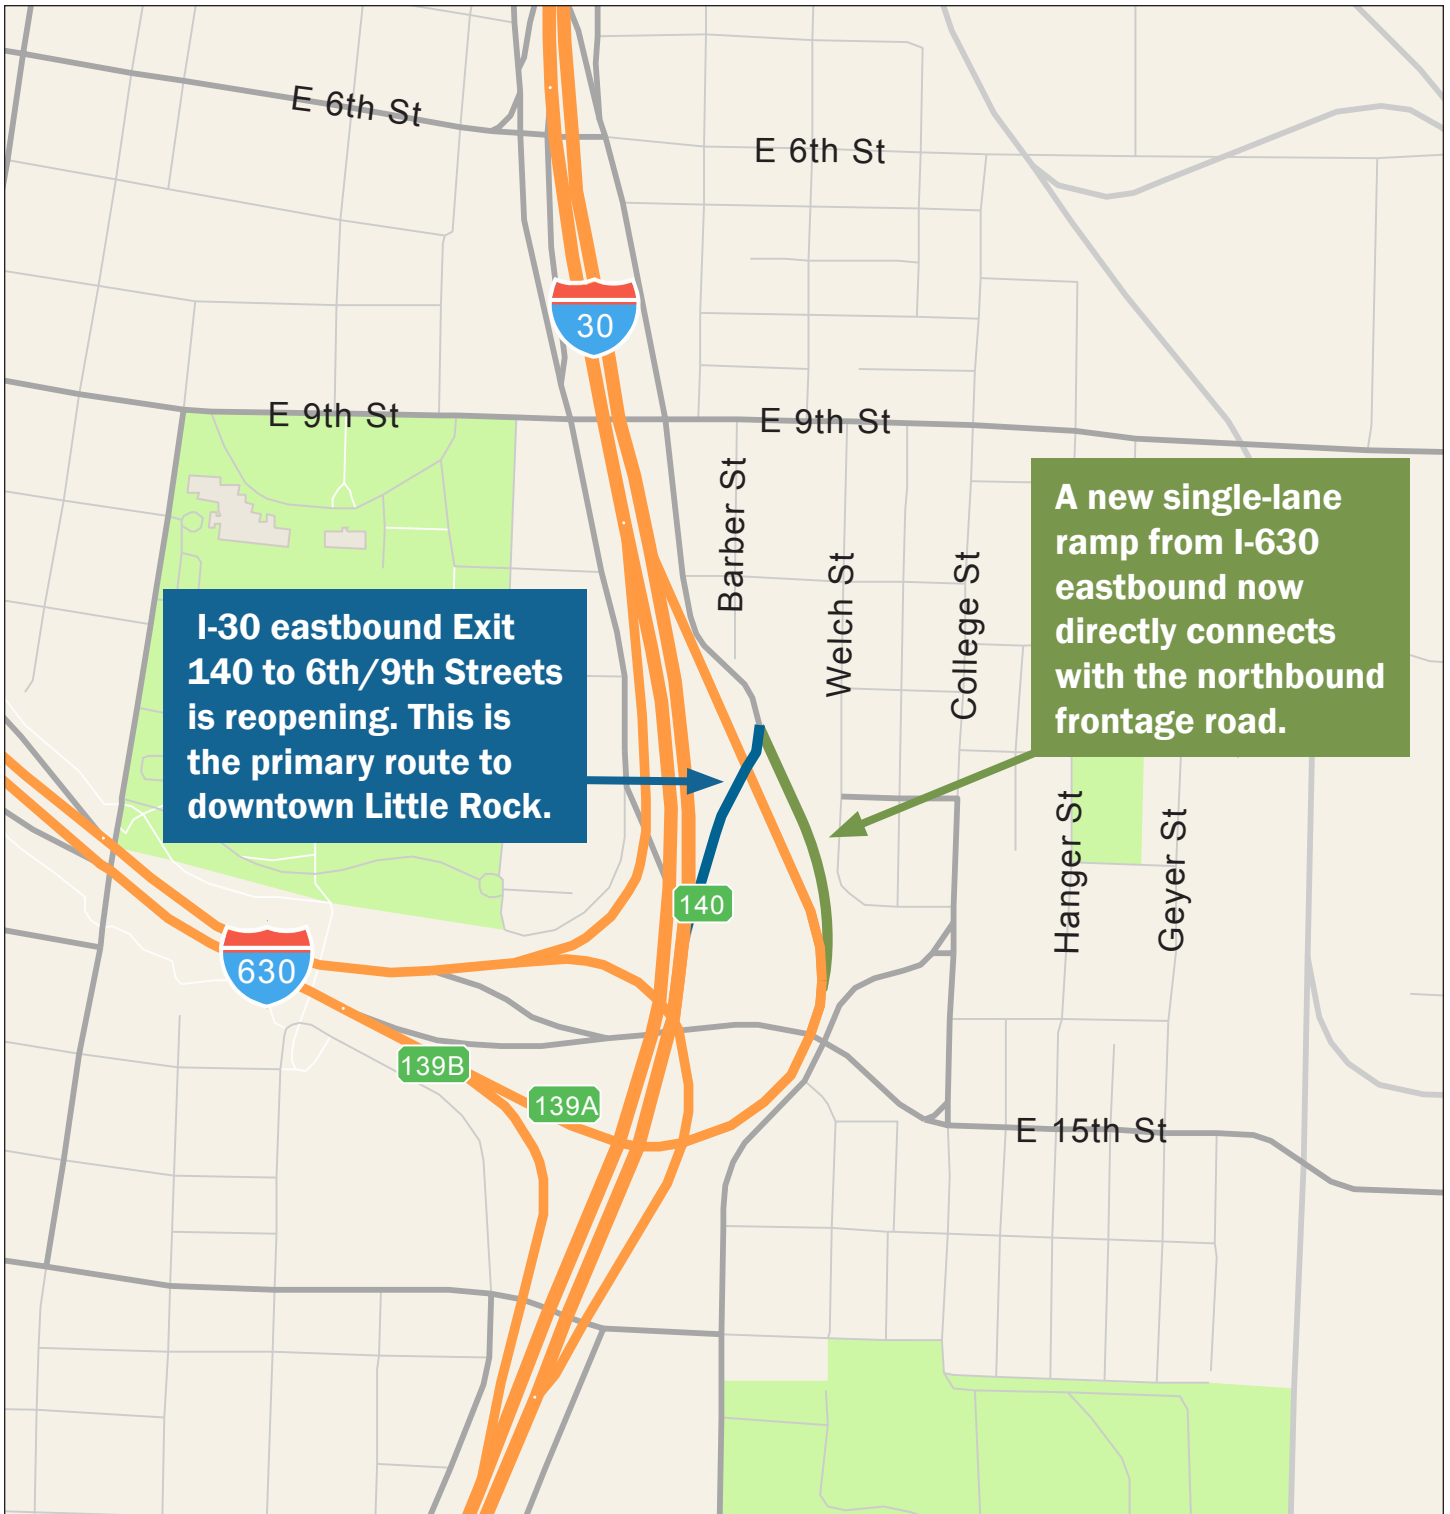 E 6th St
E 6th St
30
E 9th St
E 9th St
Barber St
Welch St
College St
A new single-lane
ramp from I-630
eastbound now
directly connects
with the northbound
frontage road.
I-30 eastbound Exit
140 to 6th/9th Streets
is reopening. This is
the primary route to
downtown Little Rock.
Hanger St
Geyer St
140
630
139B
139A
E 15th St